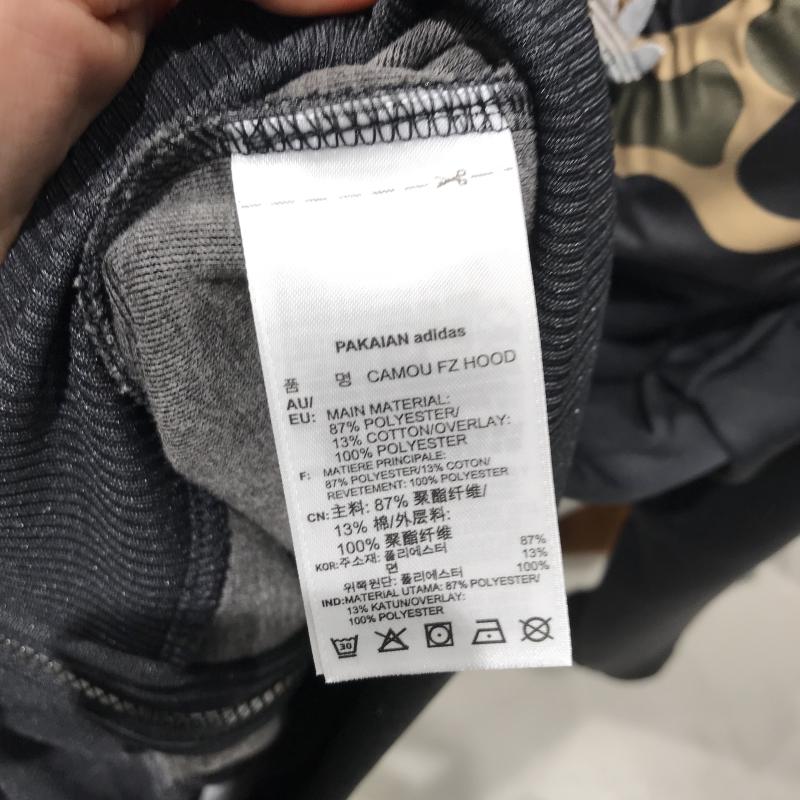 PAKAIAN adidas
품 명 CAMOU FZ HOOD
AU/
EU: MAIN MATERIAL:
87% POLYESTER/
13% COTTON/OVERLAY:
100% POLYESTER
F: MATIERE PRINCIPALE:
87% POLYESTER/13% COTON/
REVETEMENT: 100% POLYESTER
CN: 主料: 87% 聚酯纤维/
13% 棉/外层料:
100% 聚酯纤维
KOR: 주소재: 폴리에스터 87%
면 13%
위쪽원단: 폴리에스터 100%
IND: MATERIAL UTAMA: 87% POLYESTER/
13% KATUN/OVERLAY:
100% POLYESTER
30